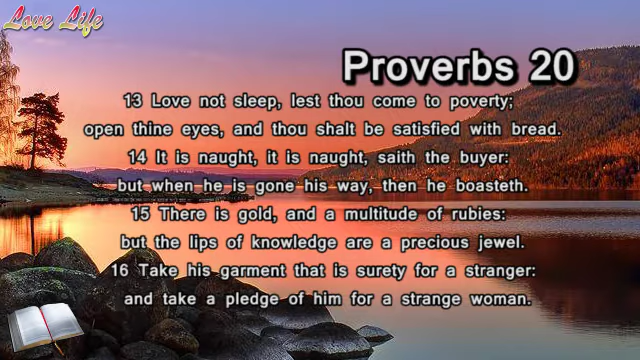 Love Life
Proverbs 20
13 Love not sleep, lest thou come to poverty;
open thine eyes, and thou shalt be satisfied with bread.
14 It is naught, it is naught, saith the buyer:
but when he is gone his way, then he boasteth.
15 There is gold, and a multitude of rubies:
but the lips of knowledge are a precious jewel.
16 Take his garment that is surety for a stranger:
and take a pledge of him for a strange woman.